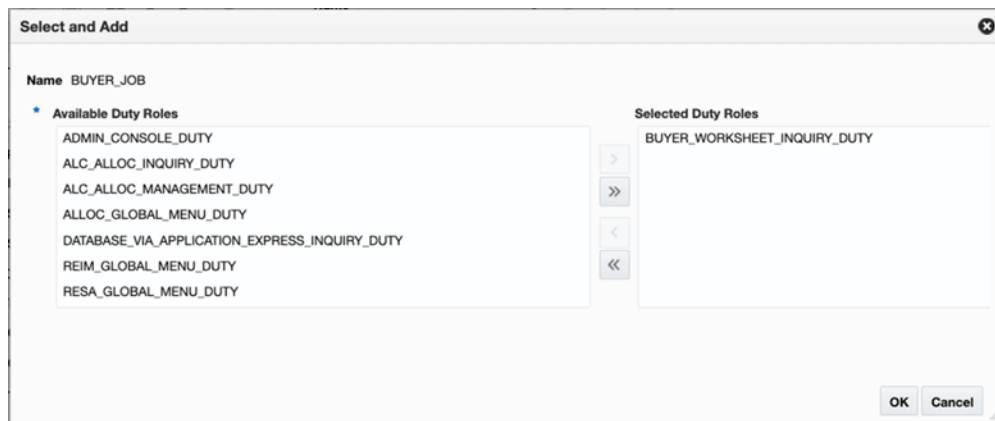 Select and Add
Name BUYER_JOB
* Available Duty Roles
ADMIN_CONSOLE_DUTY
ALC_ALLOC_INQUIRY_DUTY
ALC_ALLOC_MANAGEMENT_DUTY
ALLOC_GLOBAL_MENU_DUTY
DATABASE_VIA_APPLICATION_EXPRESS_INQUIRY_DUTY
REIM_GLOBAL_MENU_DUTY
RESA_GLOBAL_MENU_DUTY
Selected Duty Roles
BUYER_WORKSHEET_INQUIRY_DUTY
OK Cancel